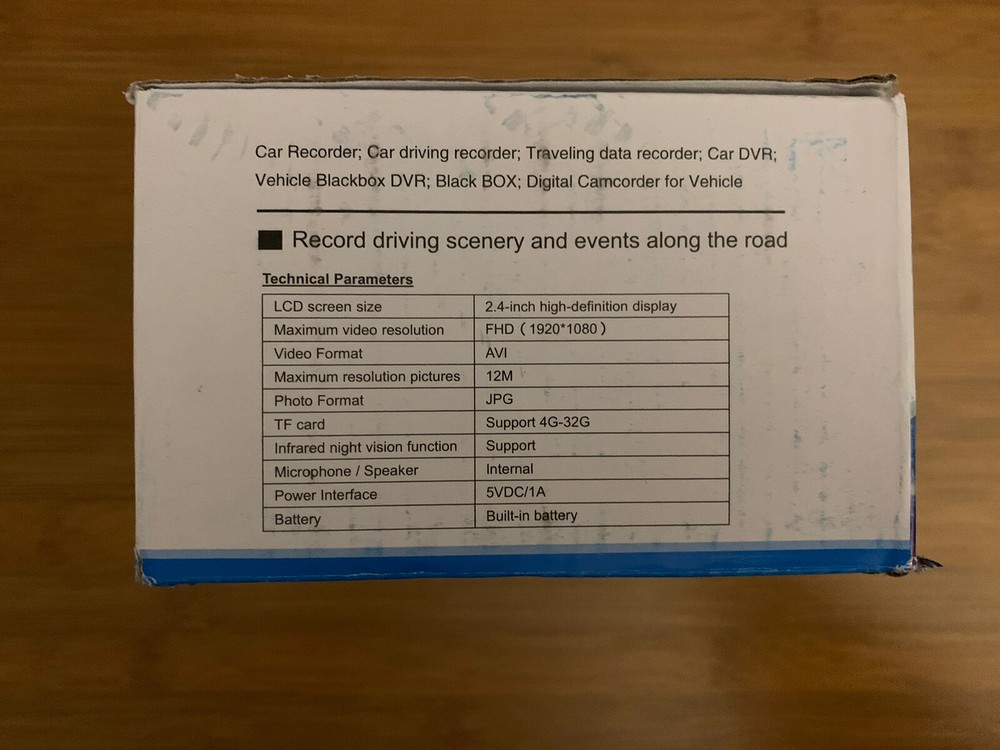 Car Recorder; Car driving recorder; Traveling data recorder; Car DVR;
Vehicle Blackbox DVR; Black BOX; Digital Camcorder for Vehicle
Record driving scenery and events along the road
Technical Parameters
LCD screen size 2.4-inch high-definition display
Maximum video resolution FHD ( 1920*1080 )
Video Format AVI
Maximum resolution pictures 12M
Photo Format JPG
TF card Support 4G-32G
Infrared night vision function Support
Microphone / Speaker Internal
Power Interface 5VDC/1A
Battery Built-in battery